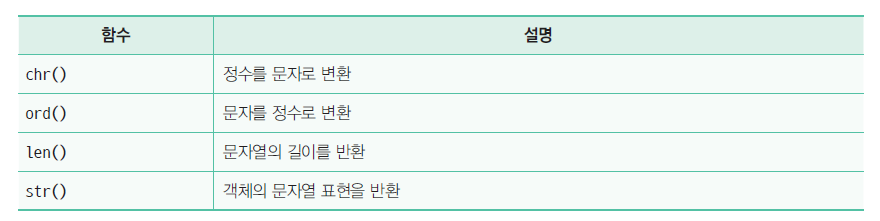 함수 설명
chr() 정수를 문자로 변환
ord() 문자를 정수로 변환
len() 문자열의 길이를 반환
str() 객체의 문자열 표현을 반환